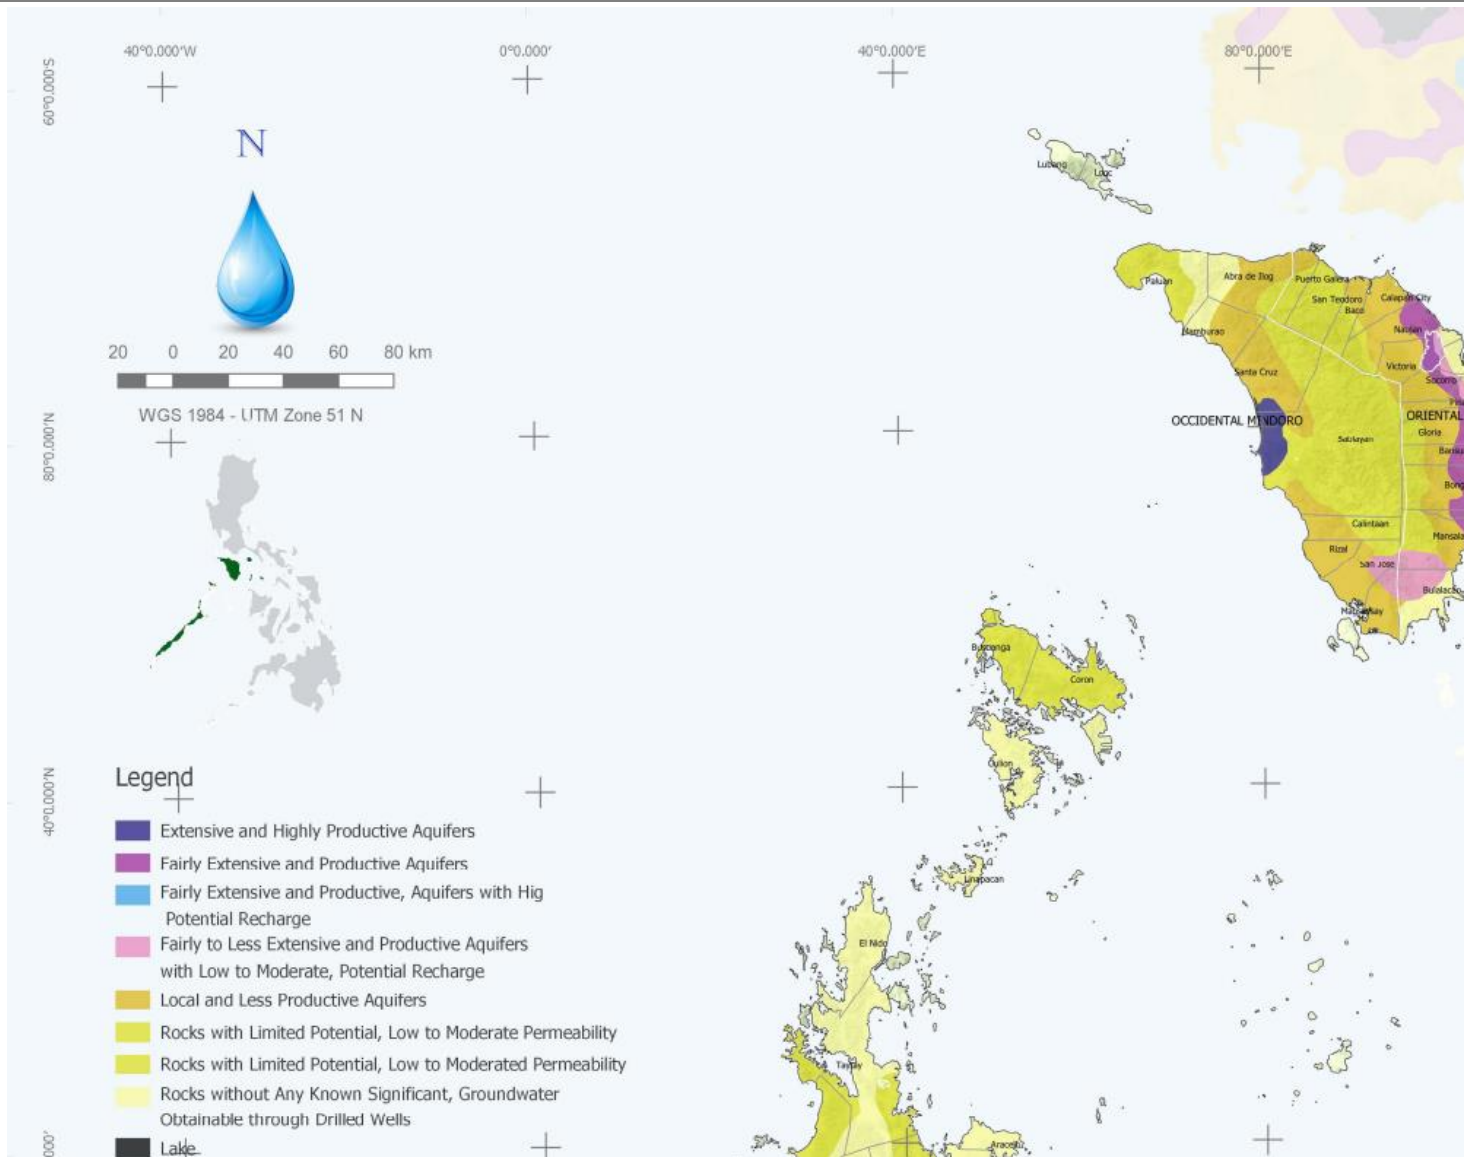 40°0.000'W
0°0.000'
40°0.000'E
80°0.000'E
60°0.000'S
N
Lubang
Looc
Paluan
Abra de Ilog
Puerto Galera
San Teodoro
Baco
Calapan City
Mamburao
Naujan
Victoria
Santa Cruz
Socorro
20 0 20 40 60 80 km
WGS 1984 - UTM Zone 51 N
OCCIDENTAL MINDORO
ORIENTAL
80°0.000'N
Gloria
Sablayan
Bansu
Bong
Calintaan
Mansala
Rizal
San Jose
Bulalacao
Magsaysay
Busuanga
Coron
Culion
Legend
40°0.000'N
Extensive and Highly Productive Aquifers
Fairly Extensive and Productive Aquifers
Fairly Extensive and Productive, Aquifers with Hig
Potential Recharge
Fairly to Less Extensive and Productive Aquifers
with Low to Moderate, Potential Recharge
Local and Less Productive Aquifers
Rocks with Limited Potential, Low to Moderate Permeability
Rocks with Limited Potential, Low to Moderated Permeability
Rocks without Any Known Significant, Groundwater
Obtainable through Drilled Wells
Lake
Linapacan
El Nido
Taytay
Araceli
000'